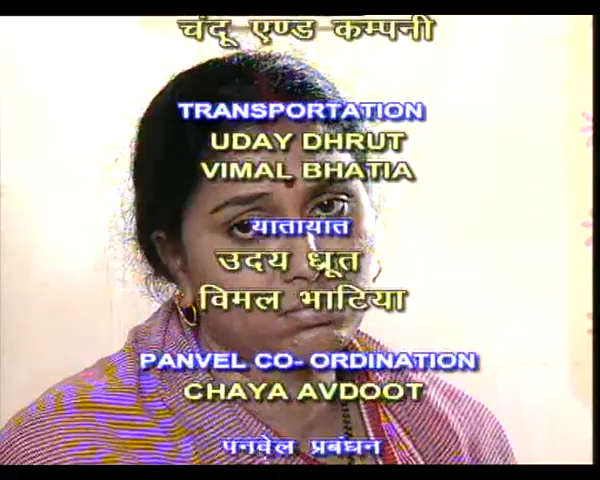 चंदू एण्ड कम्पनी
TRANSPORTATION
UDAY DHRUT
VIMAL BHATIA
यातायात
उदय ध्रूत
विमल भाटिया
PANVEL CO- ORDINATION
CHAYA AVDOOT
पनवेल प्रबंधन